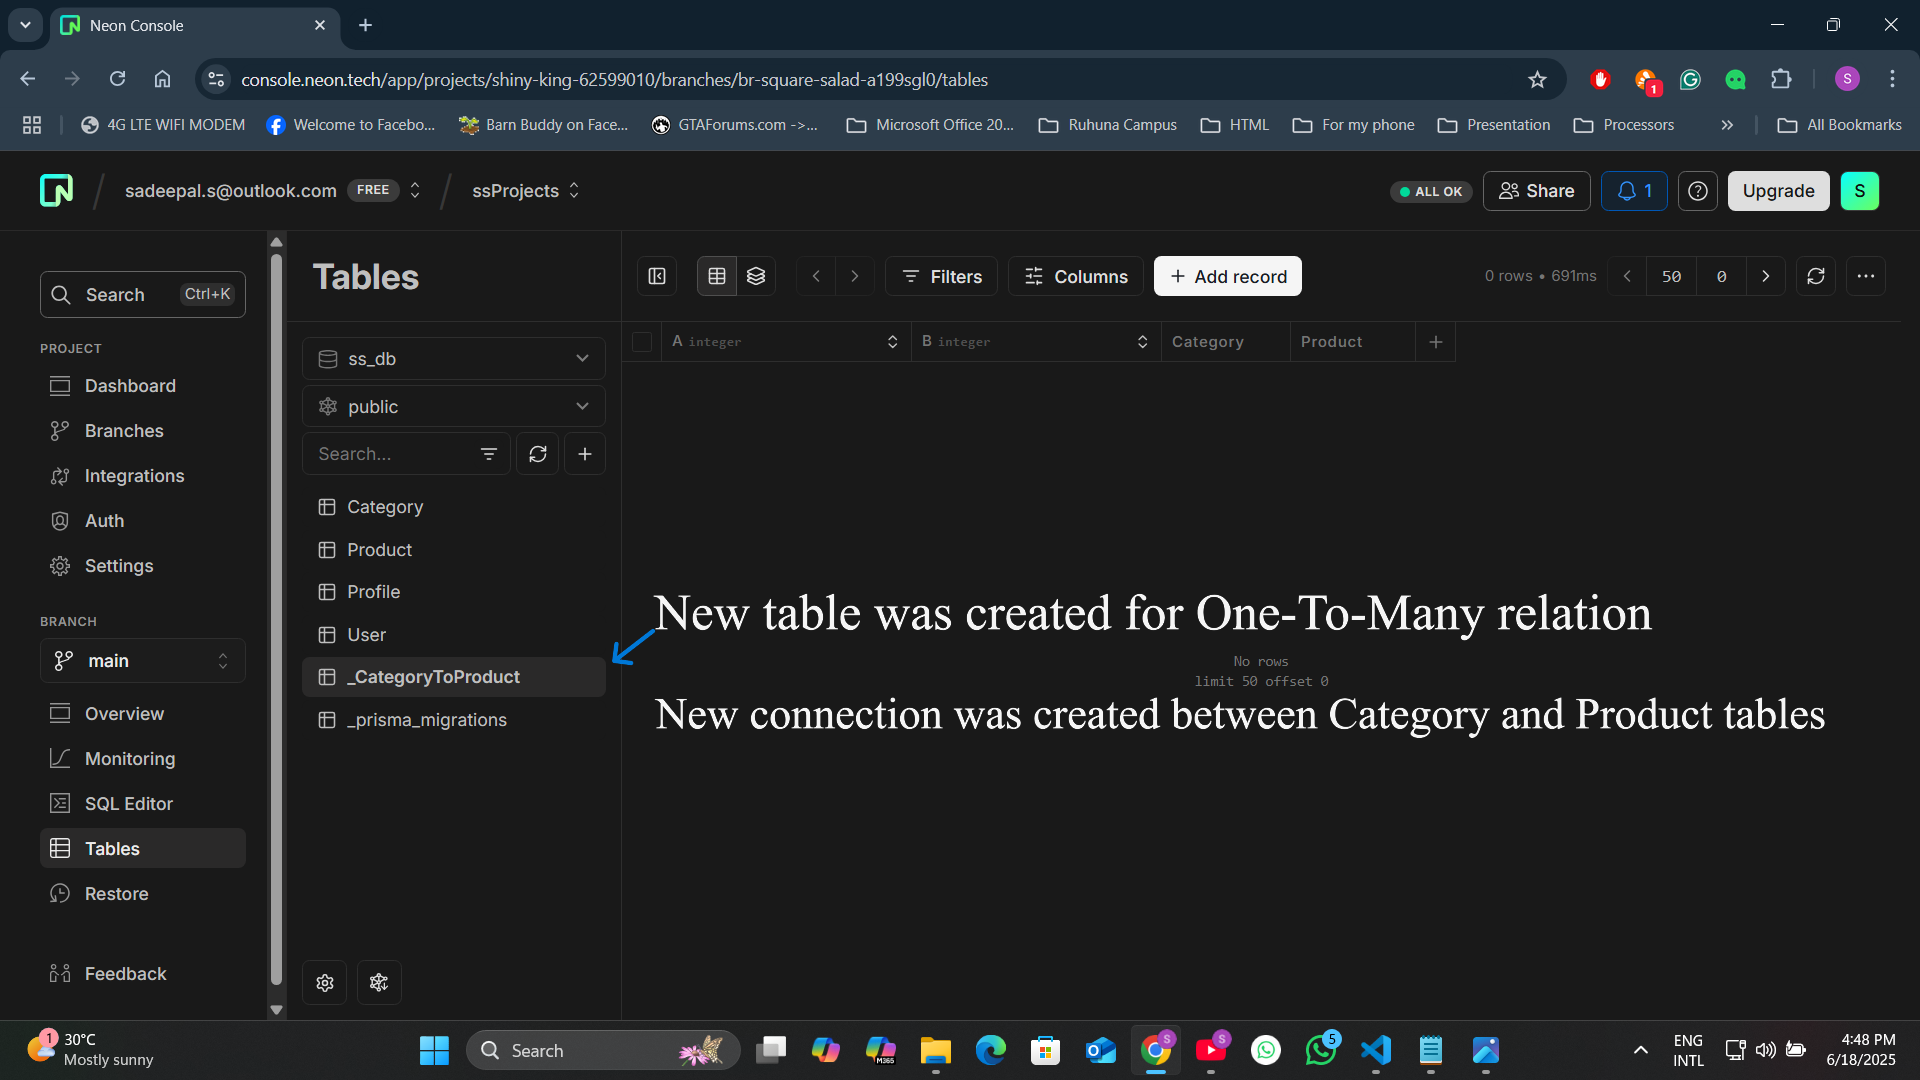 Neon Console
console.neon.tech/app/projects/shiny-king-62599010/branches/br-square-salad-a199sgl0/tables
1
S
4G LTE WIFI MODEM
Welcome to Facebo...
Barn Buddy on Face...
GTAForums.com ->...
Microsoft Office 20...
Ruhuna Campus
HTML
For my phone
Presentation
Processors
All Bookmarks
sadeepal.s@outlook.com FREE
ssProjects
ALL OK
Share
1
Upgrade
S
Search Ctrl+K
PROJECT
Dashboard
Branches
Integrations
Auth
Settings
BRANCH
main
Overview
Monitoring
SQL Editor
Tables
Restore
Feedback
Tables
ss_db
public
Search...
Category
Product
Profile
User
_CategoryToProduct
_prisma_migrations
Filters
Columns
Add record
0 rows • 691ms
50
0
A integer
B integer
Category
Product
New table was created for One-To-Many relation
No rows
limit 50 offset 0
New connection was created between Category and Product tables
1
30°C
Mostly sunny
Search
M365
S
S
5
ENG
INTL
4:48 PM
6/18/2025